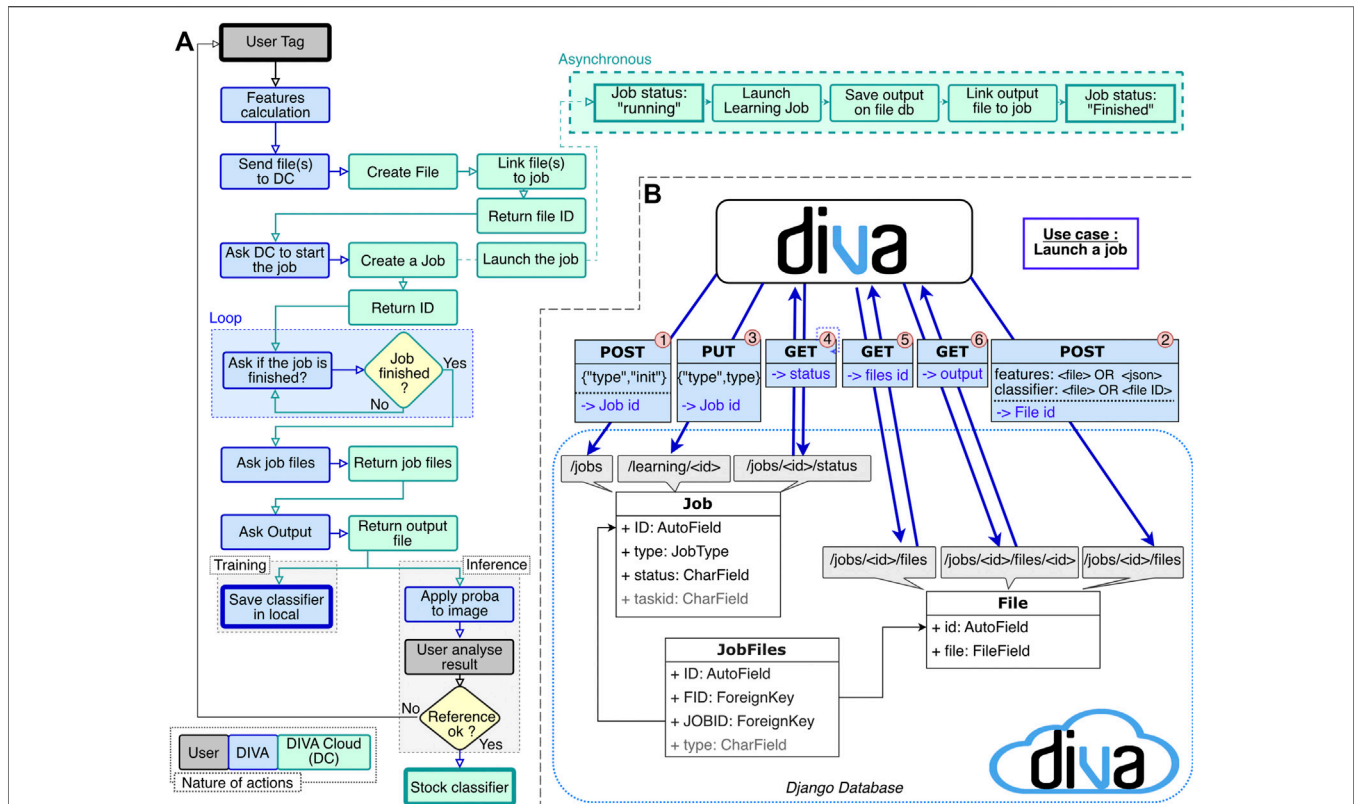 A
User Tag
Features
calculation
Send file(s)
to DC
Create File
Link file(s)
to job
Return file ID
Ask DC to start
the job
Create a Job
Launch the job
Return ID
Loop
Ask if the job is
finished?
Job
finished
?
Yes
No
Ask job files
Return job files
Ask Output
Return output
file
Training
Inference
Save classifier
in local
Apply proba
to image
User analyse
result
Reference
ok ?
No
Yes
Stock classifier
User
DIVA
DIVA Cloud
(DC)
Nature of actions
Asynchronous
Job status:
"running"
Launch
Learning Job
Save output
on file db
Link output
file to job
Job status:
"Finished"
B
diva
Use case :
Launch a job
1
POST
{"type","init"}
-> Job id
3
PUT
{"type",type}
-> Job id
4
GET
-> status
5
GET
-> files id
6
GET
-> output
2
POST
features: <file> OR <json>
classifier: <file> OR <file ID>
-> File id
/jobs
/learning/<id>
/jobs/<id>/status
Job
+ ID: AutoField
+ type: JobType
+ status: CharField
+ taskid: CharField
/jobs/<id>/files
/jobs/<id>/files/<id>
/jobs/<id>/files
File
+ id: AutoField
+ file: FileField
JobFiles
+ ID: AutoField
+ FID: ForeignKey
+ JOBID: ForeignKey
+ type: CharField
Django Database
diva